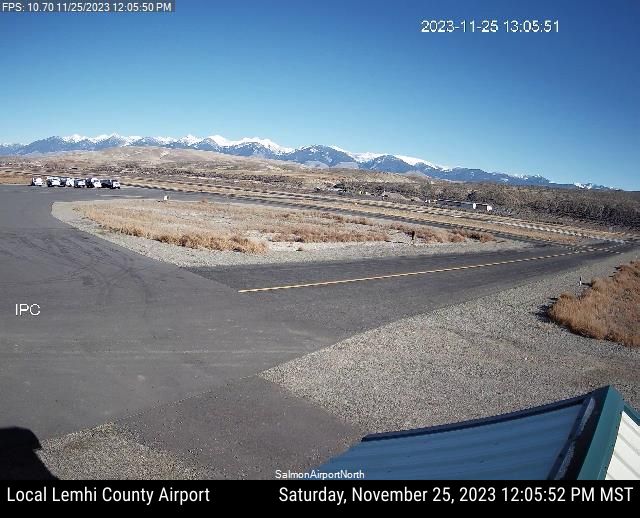 FPS: 10.70 11/25/2023 12:05:50 PM
2023-11-25 13:05:51
IPC
SalmonAirportNorth
Local Lemhi County Airport
Saturday, November 25, 2023 12:05:52 PM MST